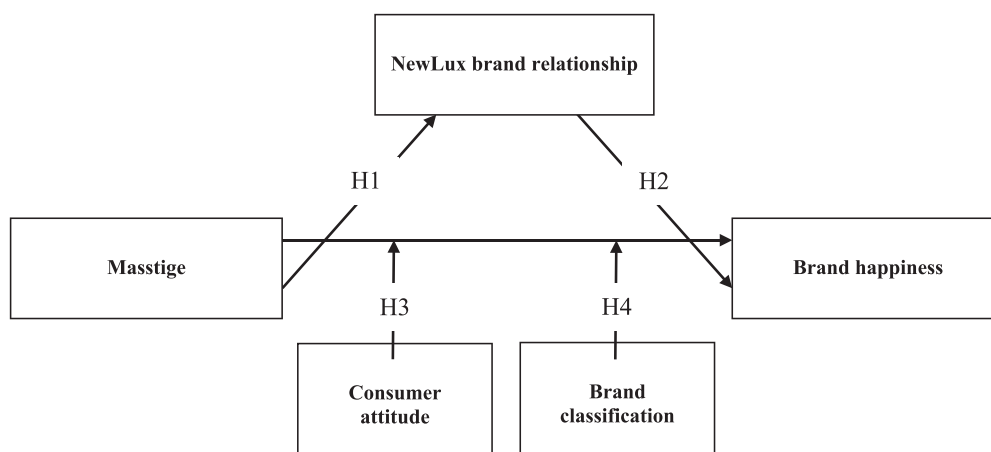 NewLux brand relationship
H1
H2
Masstige
Brand happiness
H3
H4
Consumer
attitude
Brand
classification